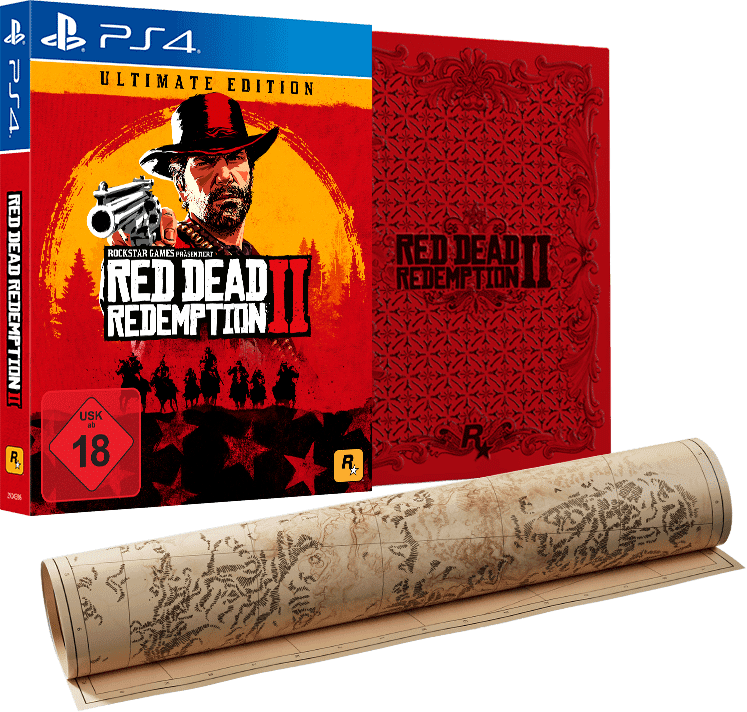 PS4
PS4
ULTIMATE EDITION
ROCKSTAR GAMES PRÄSENTIERT
RED DEAD
REDEMPTION II
RED DEAD REDEMPTION II
USK
ab
18
R
R
RED DEAD
REDEMPTION II
R